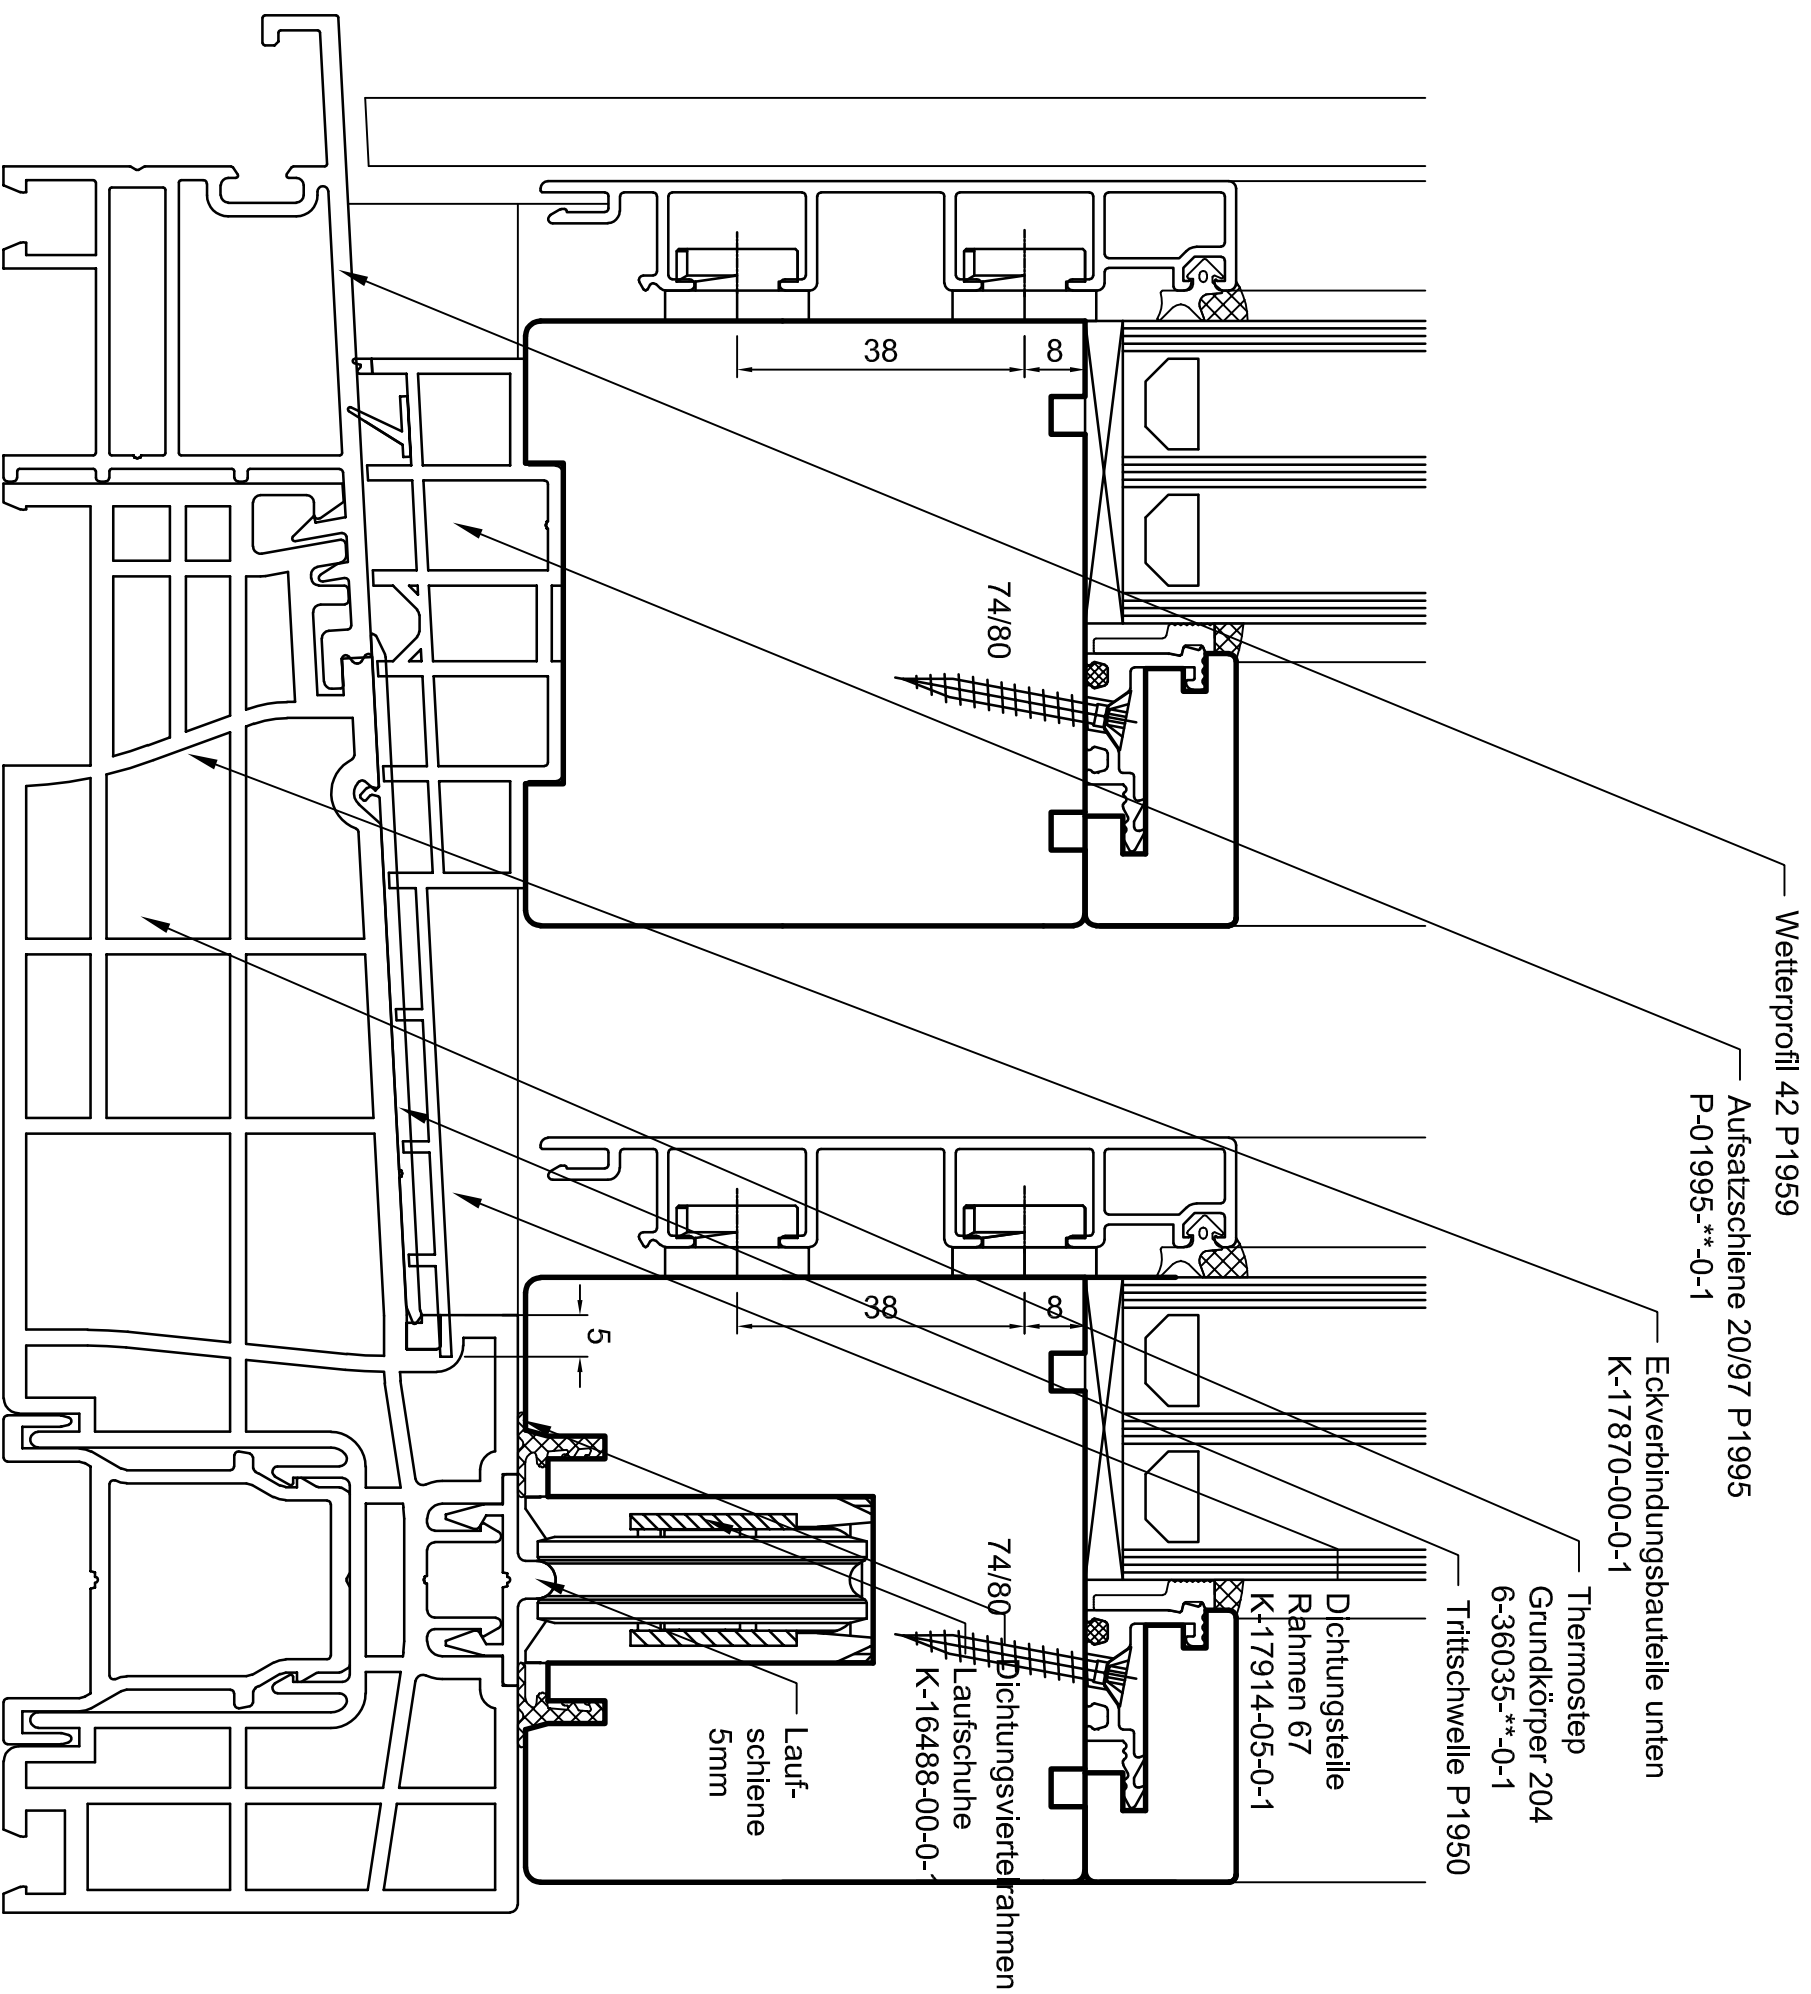 Wetterprofil 42 P1959
Aufsatzschiene 20/97 P1995
P-01995-**-0-1
Eckverbindungsbauteile unten
K-17870-00-0-1
Thermostep
Grundkörper 204
6-36035-**-0-1
Trittschwelle P1950
Dichtungsteile
Rahmen 67
K-17914-05-0-1
Dichtungsviertelrahmen
Laufschuhe
K-16488-00-0-1
Lauf-
schiene
5mm
38
8
74/80
38
8
74/80
5